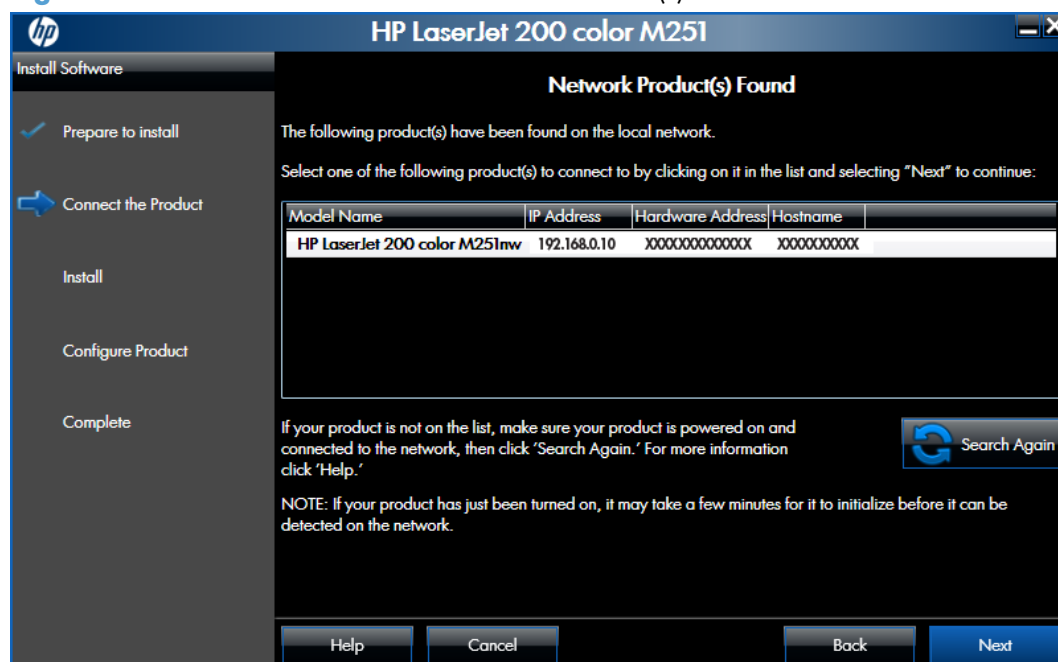 hp
HP LaserJet 200 color M251
Install Software
Prepare to install
Connect the Product
Install
Configure Product
Complete
Network Product(s) Found
The following product(s) have been found on the local network.
Select one of the following product(s) to connect to by clicking on it in the list and selecting "Next" to continue:
Model Name IP Address Hardware Address Hostname
HP LaserJet 200 color M251nw 192.168.0.10 XXXXXXXXXXXXX XXXXXXXXXX
If your product is not on the list, make sure your product is powered on and
connected to the network, then click 'Search Again.' For more information
click 'Help.'
Search Again
NOTE: If your product has just been turned on, it may take a few minutes for it to initialize before it can be
detected on the network.
Help Cancel Back Next